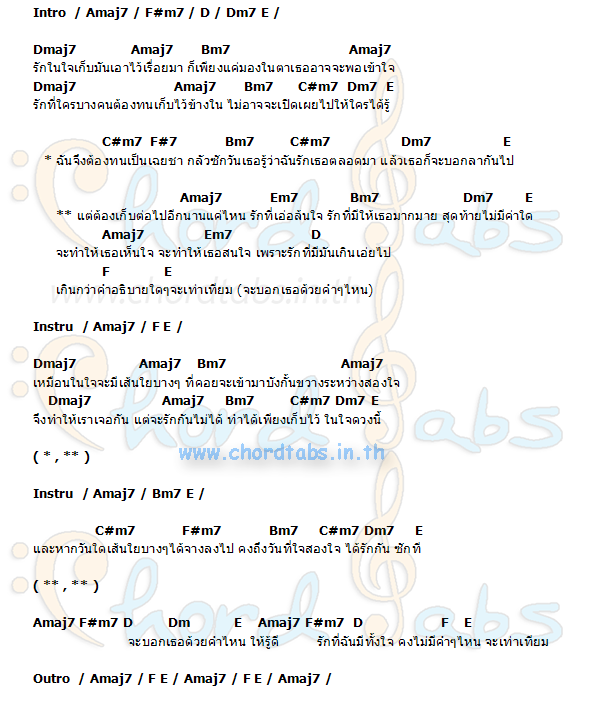 Intro / Amaj7 / F#m7 / D / Dm7 E /
Dmaj7 Amaj7 Bm7 Amaj7
รักในใจเก็บมันเอาไว้เรื่อยมา ก็เพียงแค่มองในตาเธออาจจะพอเข้าใจ
Dmaj7 Amaj7 Bm7 C#m7 Dm7 E
รักที่ใครบางคนต้องทนเก็บไว้ข้างใน ไม่อาจจะเปิดเผยไปให้ใครได้รู้
C#m7 F#7 Bm7 C#m7 Dm7 E
* ฉันจึงต้องทนเป็นเฉยชา กลัวซักวันเธอรู้ว่าฉันรักเธอตลอดมา แล้วเธอก็จะบอกลากันไป
Amaj7 Em7 Bm7 Dm7 E
** แต่ต้องเก็บต่อไปอีกนานแค่ไหน รักที่เอ่อล้นใจ รักที่มีให้เธอมากมาย สุดท้ายไม่มีค่าใด
Amaj7 Em7 D
จะทำให้เธอเห็นใจ จะทำให้เธอสนใจ เพราะรักที่มีมันเกินเอ่ยไป
F E
เกินกว่าคำอธิบายใดๆจะเท่าเทียม (จะบอกเธอด้วยคำๆไหน)
www.chordtabs.in.th
Instru / Amaj7 / F E /
Dmaj7 Amaj7 Bm7 Amaj7
เหมือนในใจจะมีเส้นใยบางๆ ที่คอยจะเข้ามาบังกั้นขวางระหว่างสองใจ
Dmaj7 Amaj7 Bm7 C#m7 Dm7 E
จึงทำให้เราเจอกัน แต่จะรักกันไม่ได้ ทำได้เพียงเก็บไว้ ในใจดวงนี้
( * , ** )
www.chordtabs.in.th
Instru / Amaj7 / Bm7 E /
C#m7 F#m7 Bm7 C#m7 Dm7 E
และหากวันใดเส้นใยบางๆได้จางลงไป คงถึงวันที่ใจสองใจ ได้รักกัน ซักที
( ** , ** )
Amaj7 F#m7 D Dm E Amaj7 F#m7 D F E
จะบอกเธอด้วยคำไหน ให้รู้ดี รักที่ฉันมีทั้งใจ คงไม่มีคำๆไหน จะเท่าเทียม
Outro / Amaj7 / F E / Amaj7 / F E / Amaj7 /